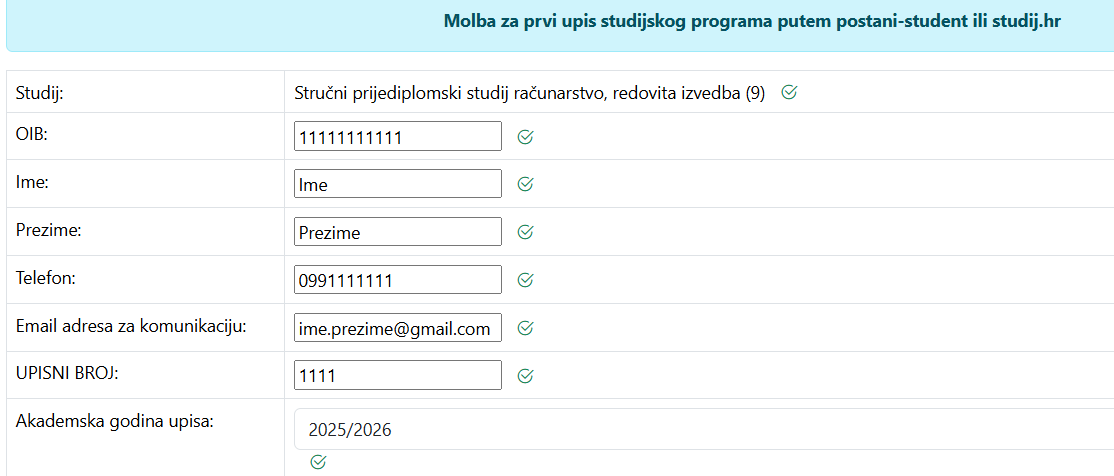 Molba za prvi upis studijskog programa putem postani-student ili studij.hr
Studij: Stručni prijediplomski studij računarstvo, redovita izvedba (9)
OIB: 11111111111
Ime: Ime
Prezime: Prezime
Telefon: 0991111111
Email adresa za komunikaciju: ime.prezime@gmail.com
UPISNI BROJ: 1111
Akademska godina upisa: 2025/2026